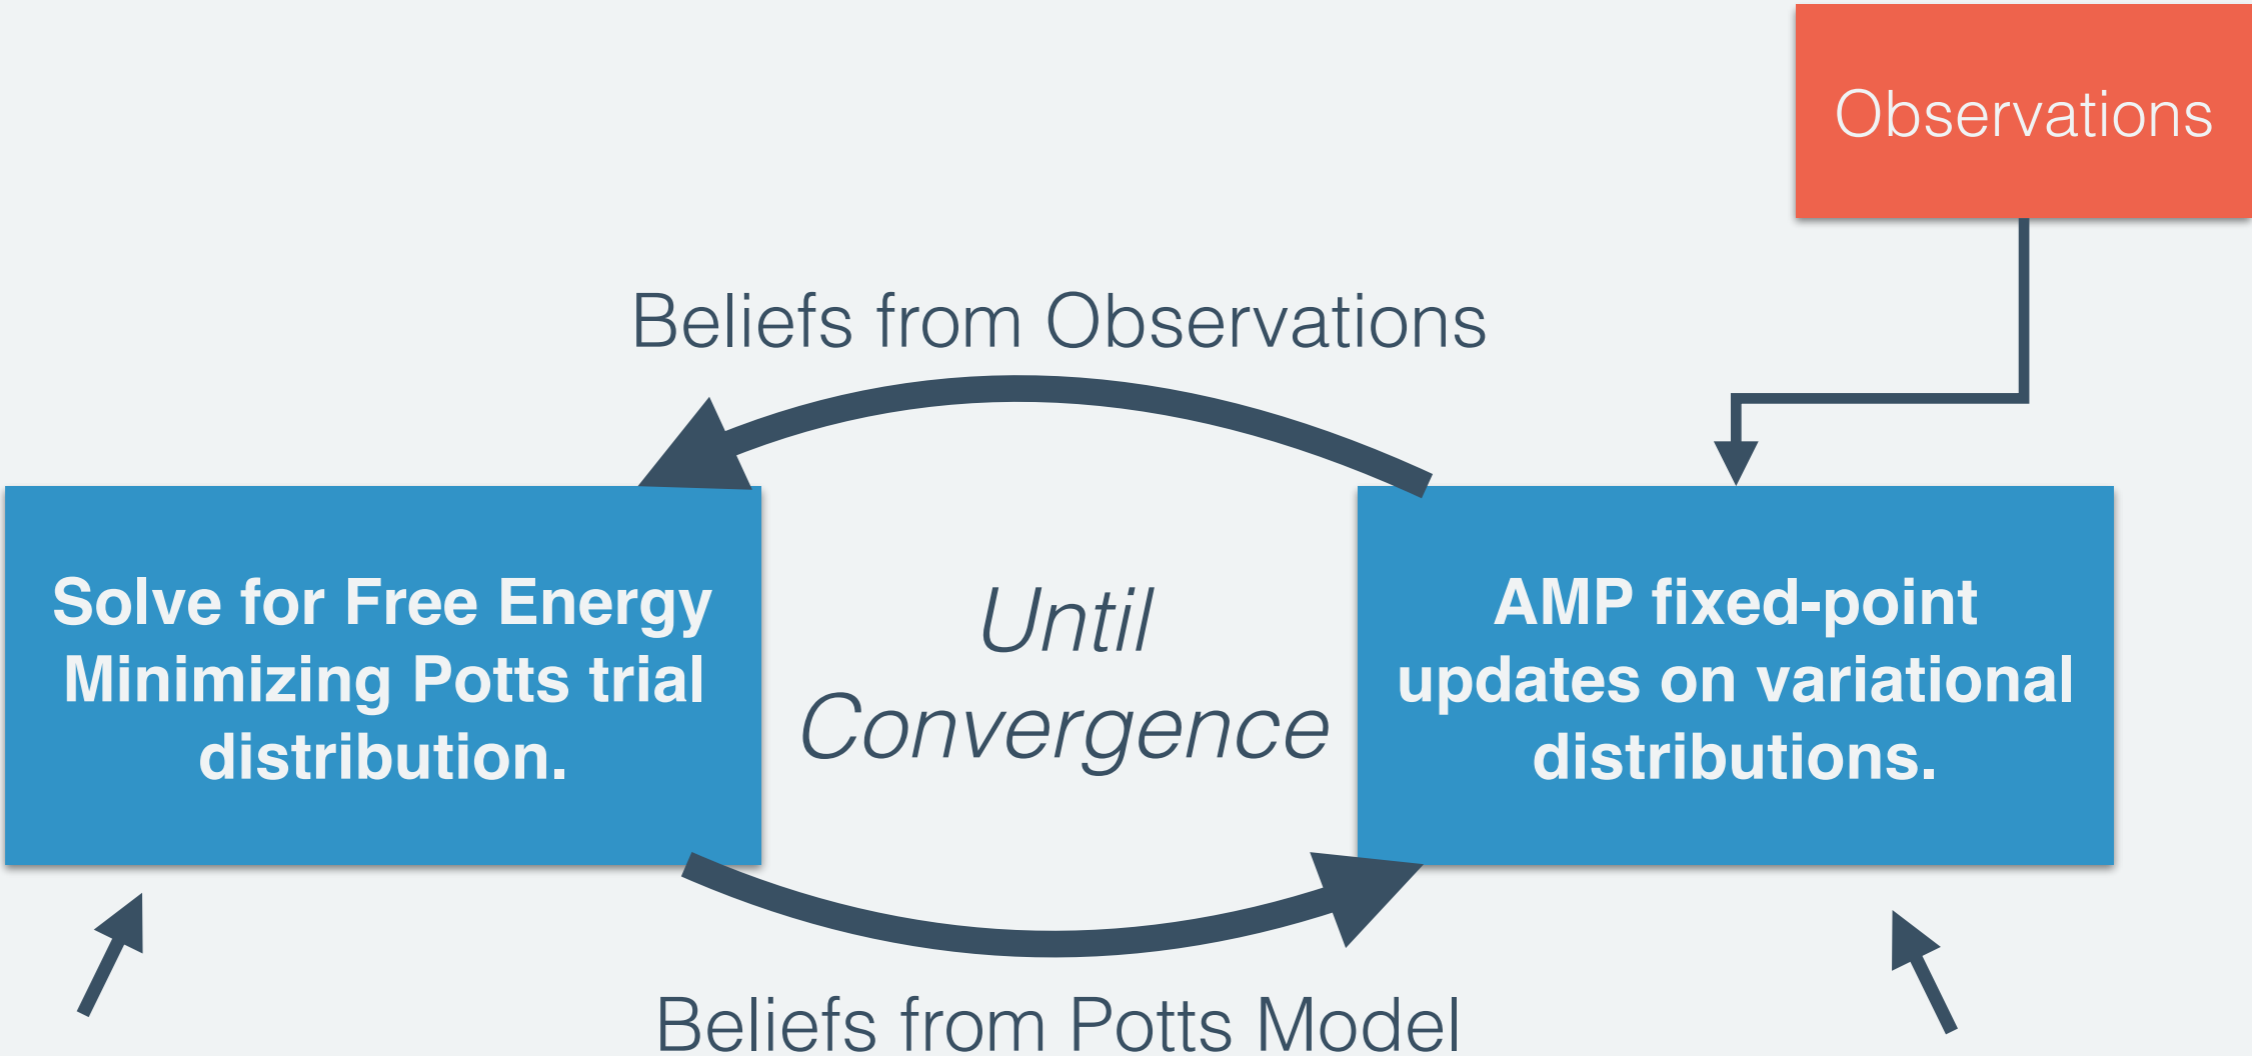 Observations
Beliefs from Observations
Solve for Free Energy
Minimizing Potts trial
distribution.
Until
Convergence
AMP fixed-point
updates on variational
distributions.
Beliefs from Potts Model